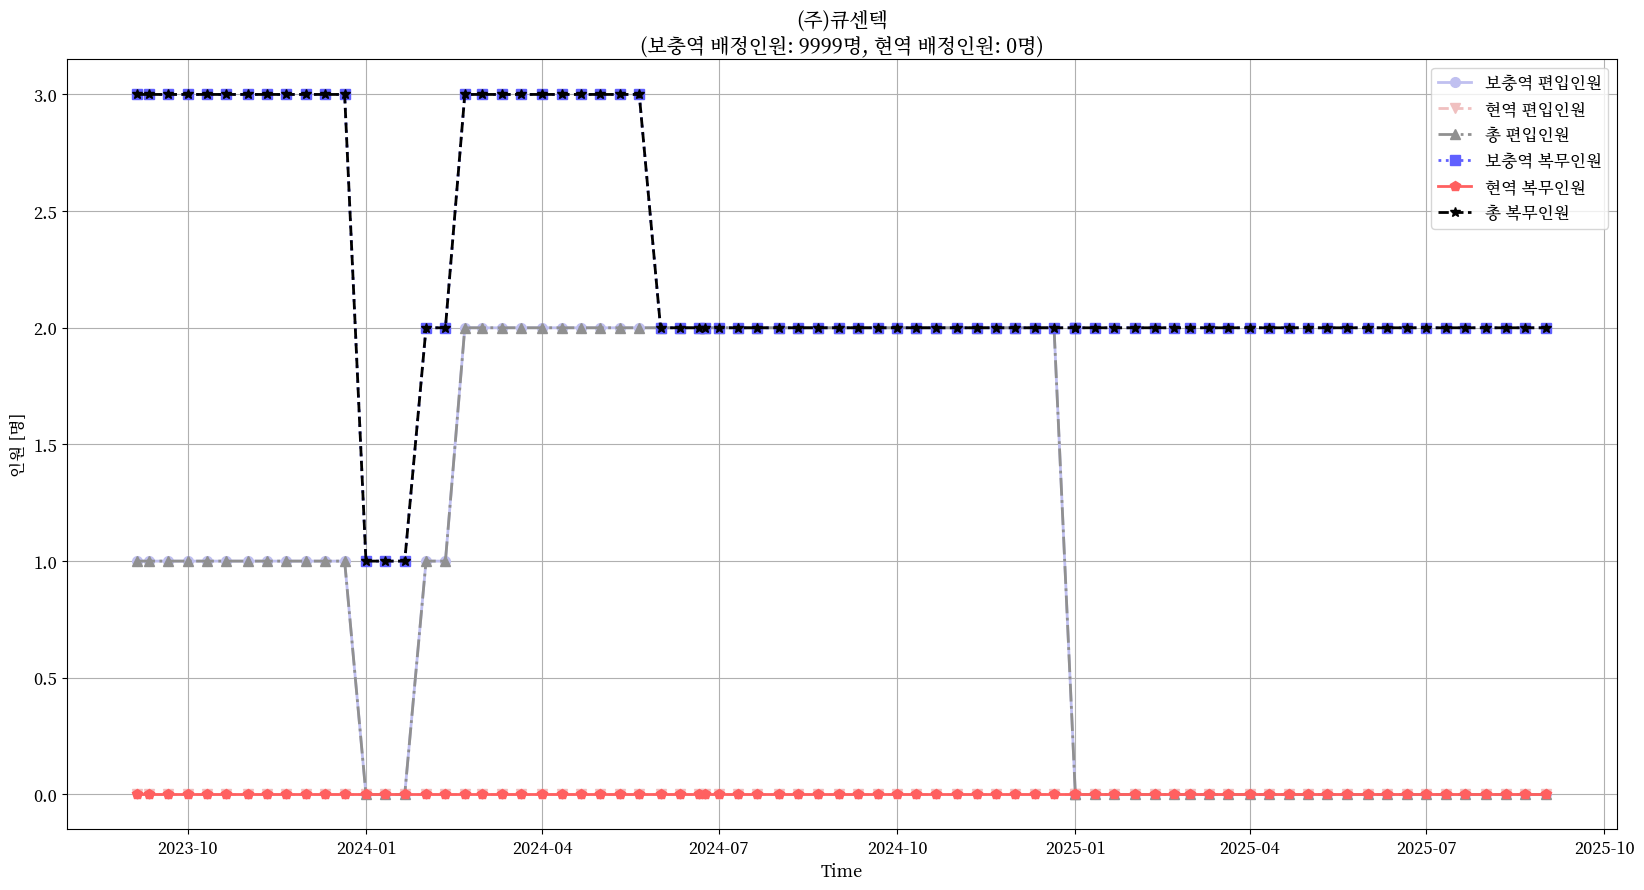 (주)큐센텍
(보충역 배정인원: 9999명, 현역 배정인원: 0명)
보충역 편입인원
현역 편입인원
총 편입인원
보충역 복무인원
현역 복무인원
총 복무인원
3.0
2.5
2.0
1.5
1.0
0.5
0.0
인원 [명]
2023-10
2024-01
2024-04
2024-07
2024-10
2025-01
2025-04
2025-07
2025-10
Time